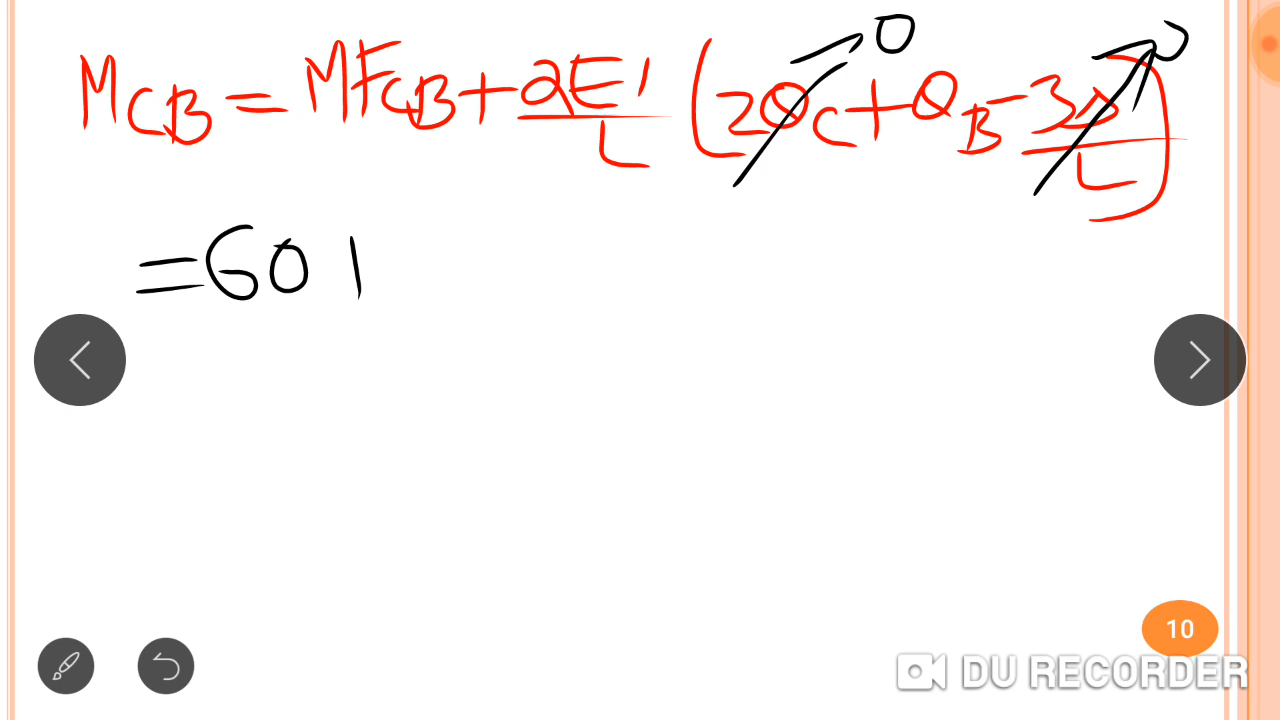 MCB = MFCB + 2EI/L (2θC + θB - 3Δ/L)
0 0
= 60 |
10
DU RECORDER